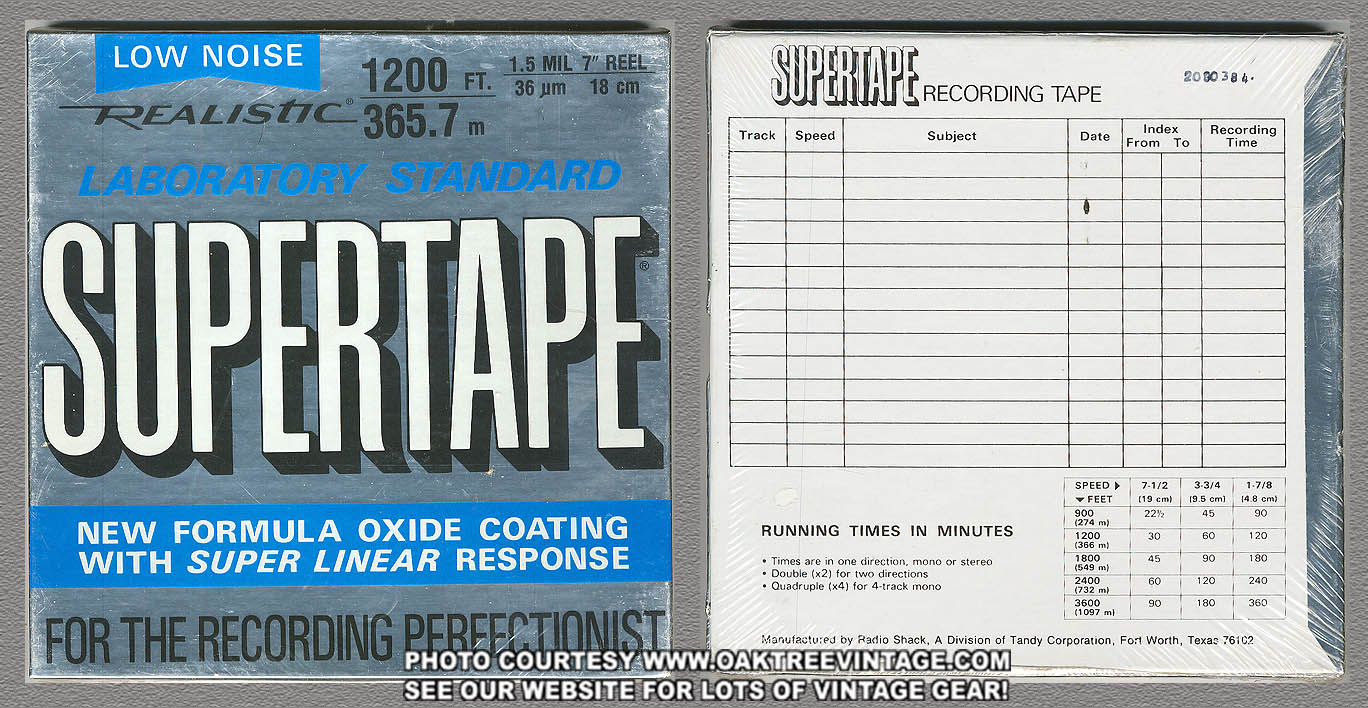 LOW NOISE
1200 FT.
365.7 m
1.5 MIL 7" REEL
36 µm 18 cm
REALISTIC®
LABORATORY STANDARD
SUPERTAPE®
NEW FORMULA OXIDE COATING
WITH SUPER LINEAR RESPONSE
FOR THE RECORDING PERFECTIONIST
SUPERTAPE RECORDING TAPE
Track Speed Subject Date Index From To Recording Time
RUNNING TIMES IN MINUTES
• Times are in one direction, mono or stereo
• Double (x2) for two directions
• Quadruple (x4) for 4-track mono
SPEED ▶ 7-1/2 3-3/4 1-7/8
▼ FEET (19 cm) (9.5 cm) (4.8 cm)
900 22½ 45 90
(274 m)
1200 30 60 120
(366 m)
1800 45 90 180
(549 m)
2400 60 120 240
(732 m)
3600 90 180 360
(1097 m)
Manufactured by Radio Shack, A Division of Tandy Corporation, Fort Worth, Texas 76102
PHOTO COURTESY WWW.OAKTREEVINTAGE.COM
SEE OUR WEBSITE FOR LOTS OF VINTAGE GEAR!